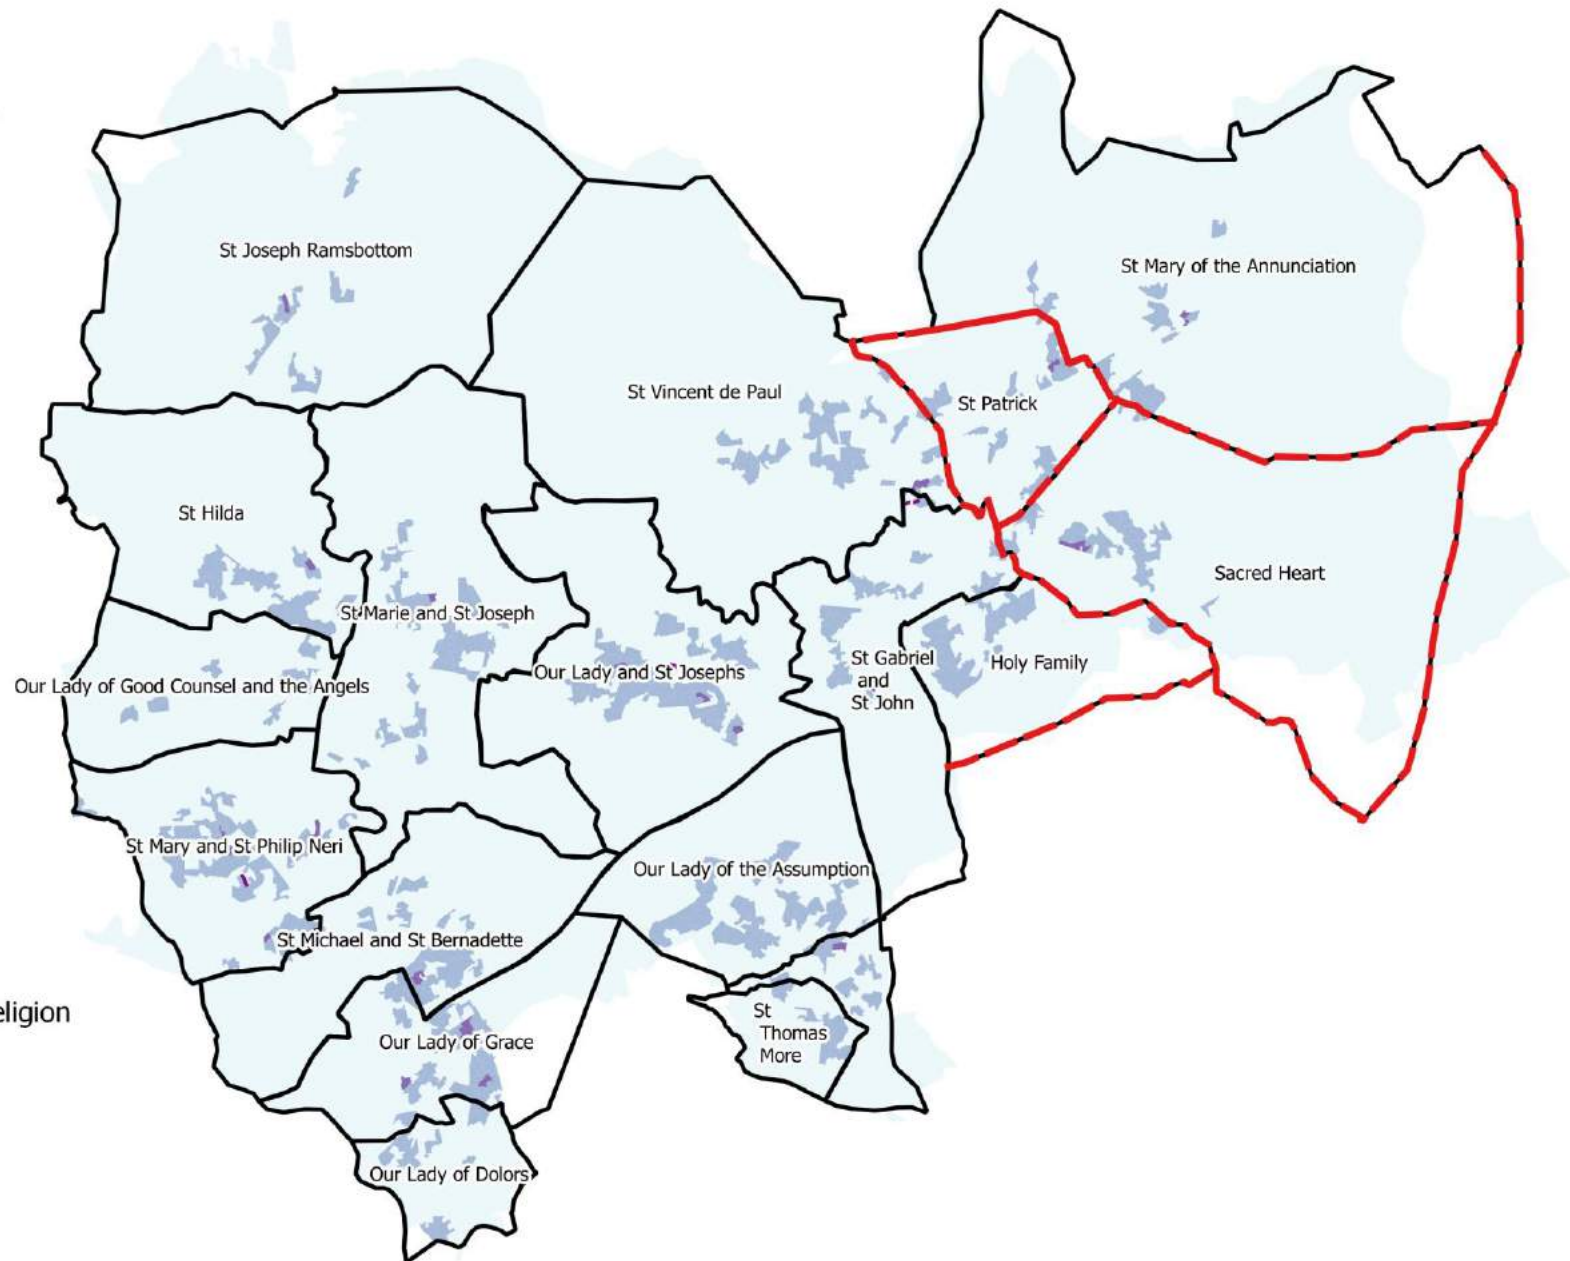 St Joseph Ramsbottom
St Mary of the Annunciation
St Vincent de Paul
St Patrick
St Hilda
Sacred Heart
St Marie and St Joseph
St Gabriel
and
St John
Holy Family
Our Lady and St Josephs
Our Lady of Good Counsel and the Angels
St Mary and St Philip Neri
Our Lady of the Assumption
St Michael and St Bernadette
eligion
St
Thomas
More
Our Lady of Grace
Our Lady of Dolors